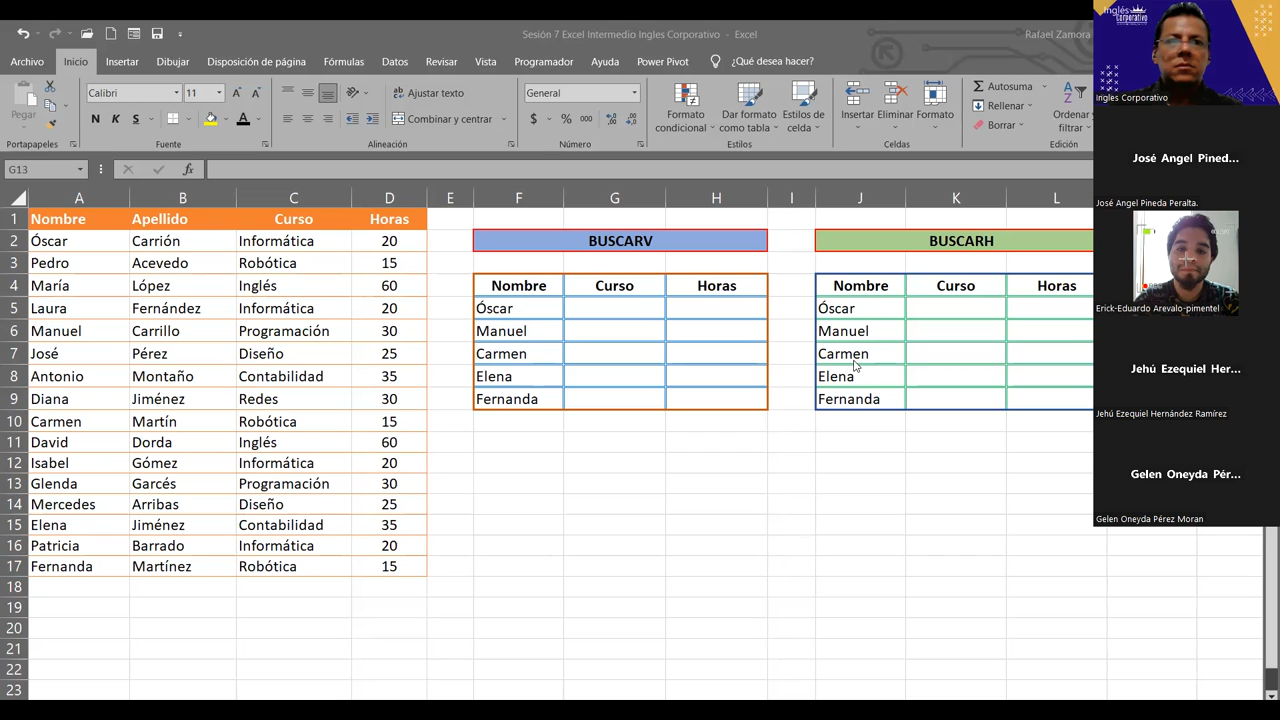 Sesión 7 Excel Intermedio Ingles Corporativo - Excel
Rafael Zamora
Archivo Inicio Insertar Dibujar Disposición de página Fórmulas Datos Revisar Vista Programador Ayuda Power Pivot ¿Qué desea hacer?
Pegar
Calibri 11
N K S
Ajustar texto
Combinar y centrar
General
$ % 000
Formato condicional
Dar formato como tabla
Estilos de celda
Insertar Eliminar Formato
Autosuma
Rellenar
Borrar
Ordenar y filtrar
Portapapeles Fuente Alineación Número Estilos Celdas Edición
G13 fx
A B C D E F G H I J K L
1 Nombre Apellido Curso Horas
2 Óscar Carrión Informática 20 BUSCARV BUSCARH
3 Pedro Acevedo Robótica 15
4 María López Inglés 60 Nombre Curso Horas Nombre Curso Horas
5 Laura Fernández Informática 20 Óscar Óscar
6 Manuel Carrillo Programación 30 Manuel Manuel
7 José Pérez Diseño 25 Carmen Carmen
8 Antonio Montaño Contabilidad 35 Elena Elena
9 Diana Jiménez Redes 30 Fernanda Fernanda
10 Carmen Martín Robótica 15
11 David Dorda Inglés 60
12 Isabel Gómez Informática 20
13 Glenda Garcés Programación 30
14 Mercedes Arribas Diseño 25
15 Elena Jiménez Contabilidad 35
16 Patricia Barrado Informática 20
17 Fernanda Martínez Robótica 15
18
19
20
21
22
23
Inglés Corporativo
Ingles Corporativo
José Angel Pined...
José Angel Pineda Peralta.
Erick-Eduardo Arevalo-pimentel
Jehú Ezequiel Her...
Jehú Ezequiel Hernández Ramírez
Gelen Oneyda Pér...
Gelen Oneyda Pérez Moran